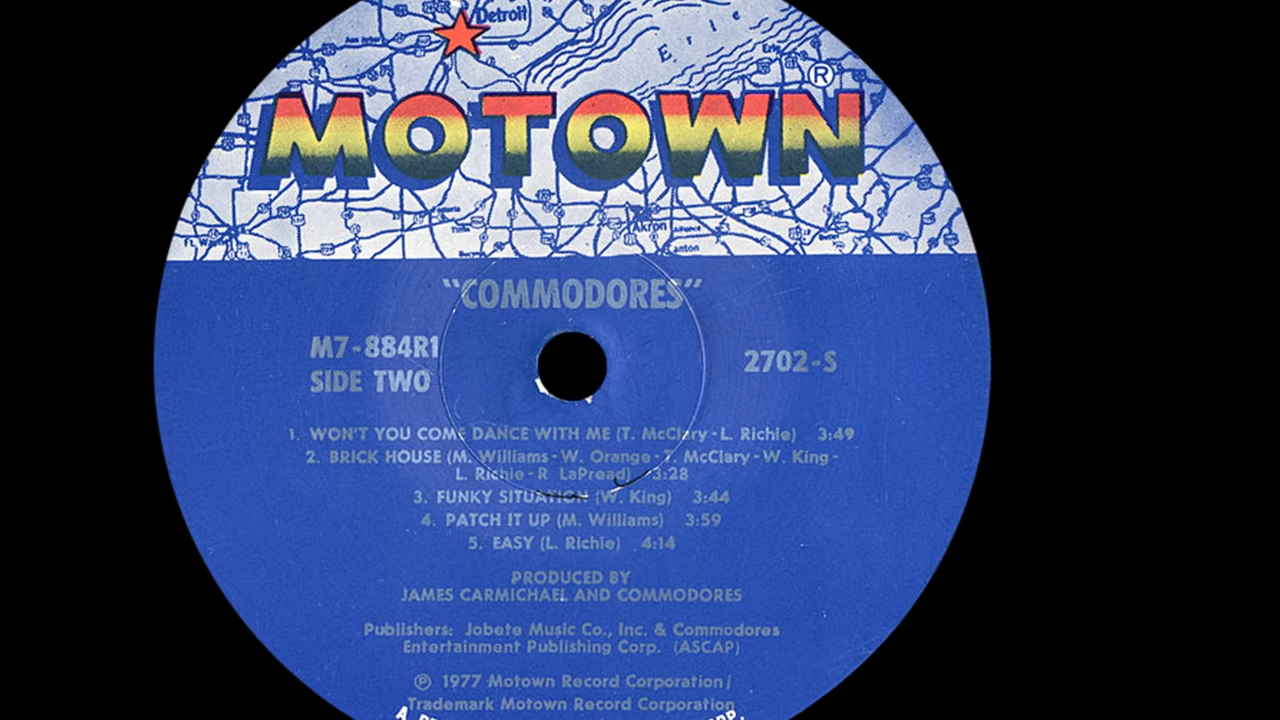 Detroit
Erie
Erie
®
MOTOWN
Akron
"COMMODORES"
M7-884R1
SIDE TWO
2702-S
1. WON'T YOU COME DANCE WITH ME (T. McClary - L. Richie) 3:49
2. BRICK HOUSE (M. Williams - W. Orange - T. McClary - W. King -
L. Richie - R LaPread) 3:28
3. FUNKY SITUATION (W. King) 3:44
4. PATCH IT UP (M. Williams) 3:59
5. EASY (L. Richie) 4:14
PRODUCED BY
JAMES CARMICHAEL AND COMMODORES
Publishers: Jobete Music Co., Inc. & Commodores
Entertainment Publishing Corp. (ASCAP)
℗ 1977 Motown Record Corporation/
Trademark Motown Record Corporation